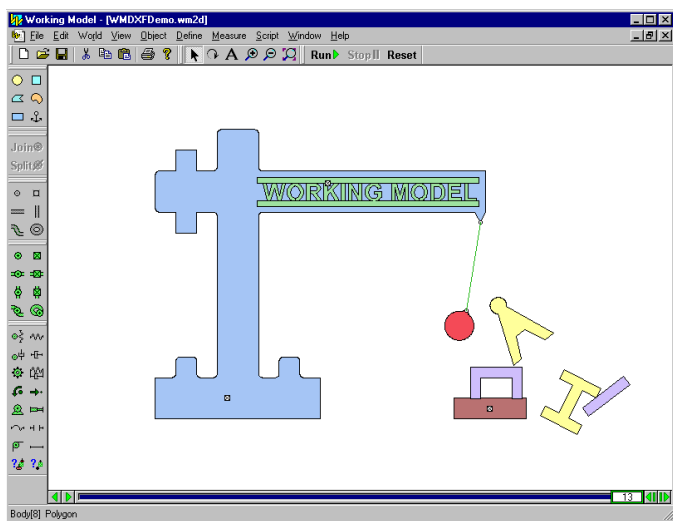 Working Model - [WMDXFDemo.wm2d]
File Edit World View Object Define Measure Script Window Help
A Run Stop Reset
Join
Split
WORKING MODEL
13
Body[8] Polygon